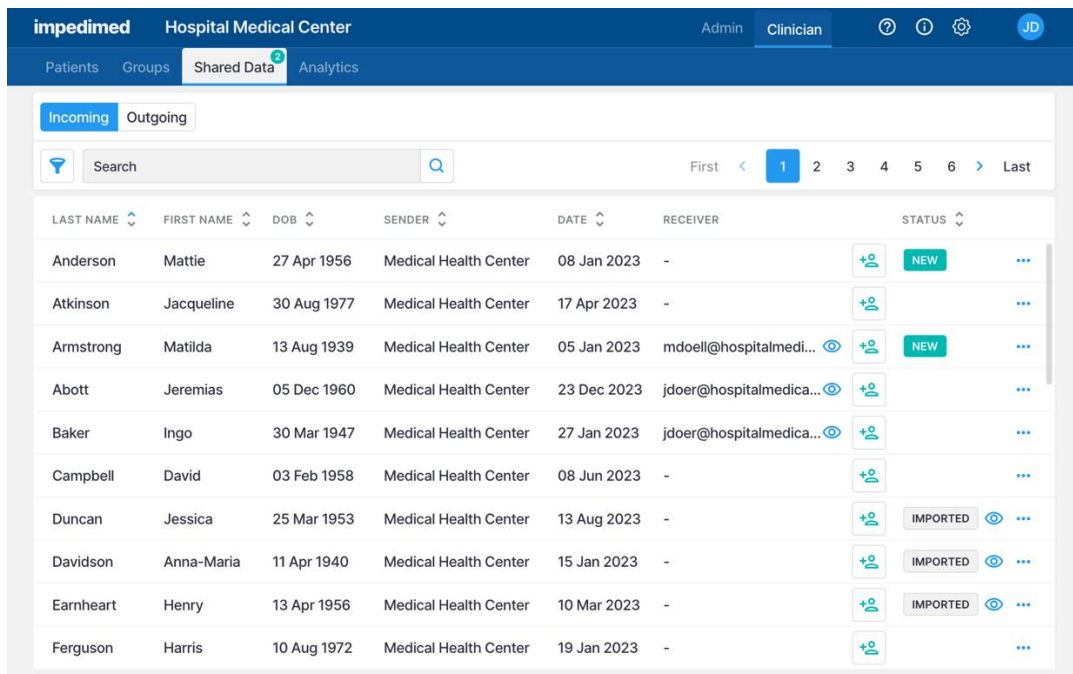 impedimed Hospital Medical Center Admin Clinician JD
Patients Groups Shared Data 2 Analytics
Incoming Outgoing
Search First 1 2 3 4 5 6 Last
LAST NAME FIRST NAME DOB SENDER DATE RECEIVER STATUS
Anderson Mattie 27 Apr 1956 Medical Health Center 08 Jan 2023 - NEW
Atkinson Jacqueline 30 Aug 1977 Medical Health Center 17 Apr 2023 -
Armstrong Matilda 13 Aug 1939 Medical Health Center 05 Jan 2023 mdoell@hospitalmedi... NEW
Abott Jeremias 05 Dec 1960 Medical Health Center 23 Dec 2023 jdoer@hospitalmedica...
Baker Ingo 30 Mar 1947 Medical Health Center 27 Jan 2023 jdoer@hospitalmedica...
Campbell David 03 Feb 1958 Medical Health Center 08 Jun 2023 -
Duncan Jessica 25 Mar 1953 Medical Health Center 13 Aug 2023 - IMPORTED
Davidson Anna-Maria 11 Apr 1940 Medical Health Center 15 Jan 2023 - IMPORTED
Earnheart Henry 13 Apr 1956 Medical Health Center 10 Mar 2023 - IMPORTED
Ferguson Harris 10 Aug 1972 Medical Health Center 19 Jan 2023 -